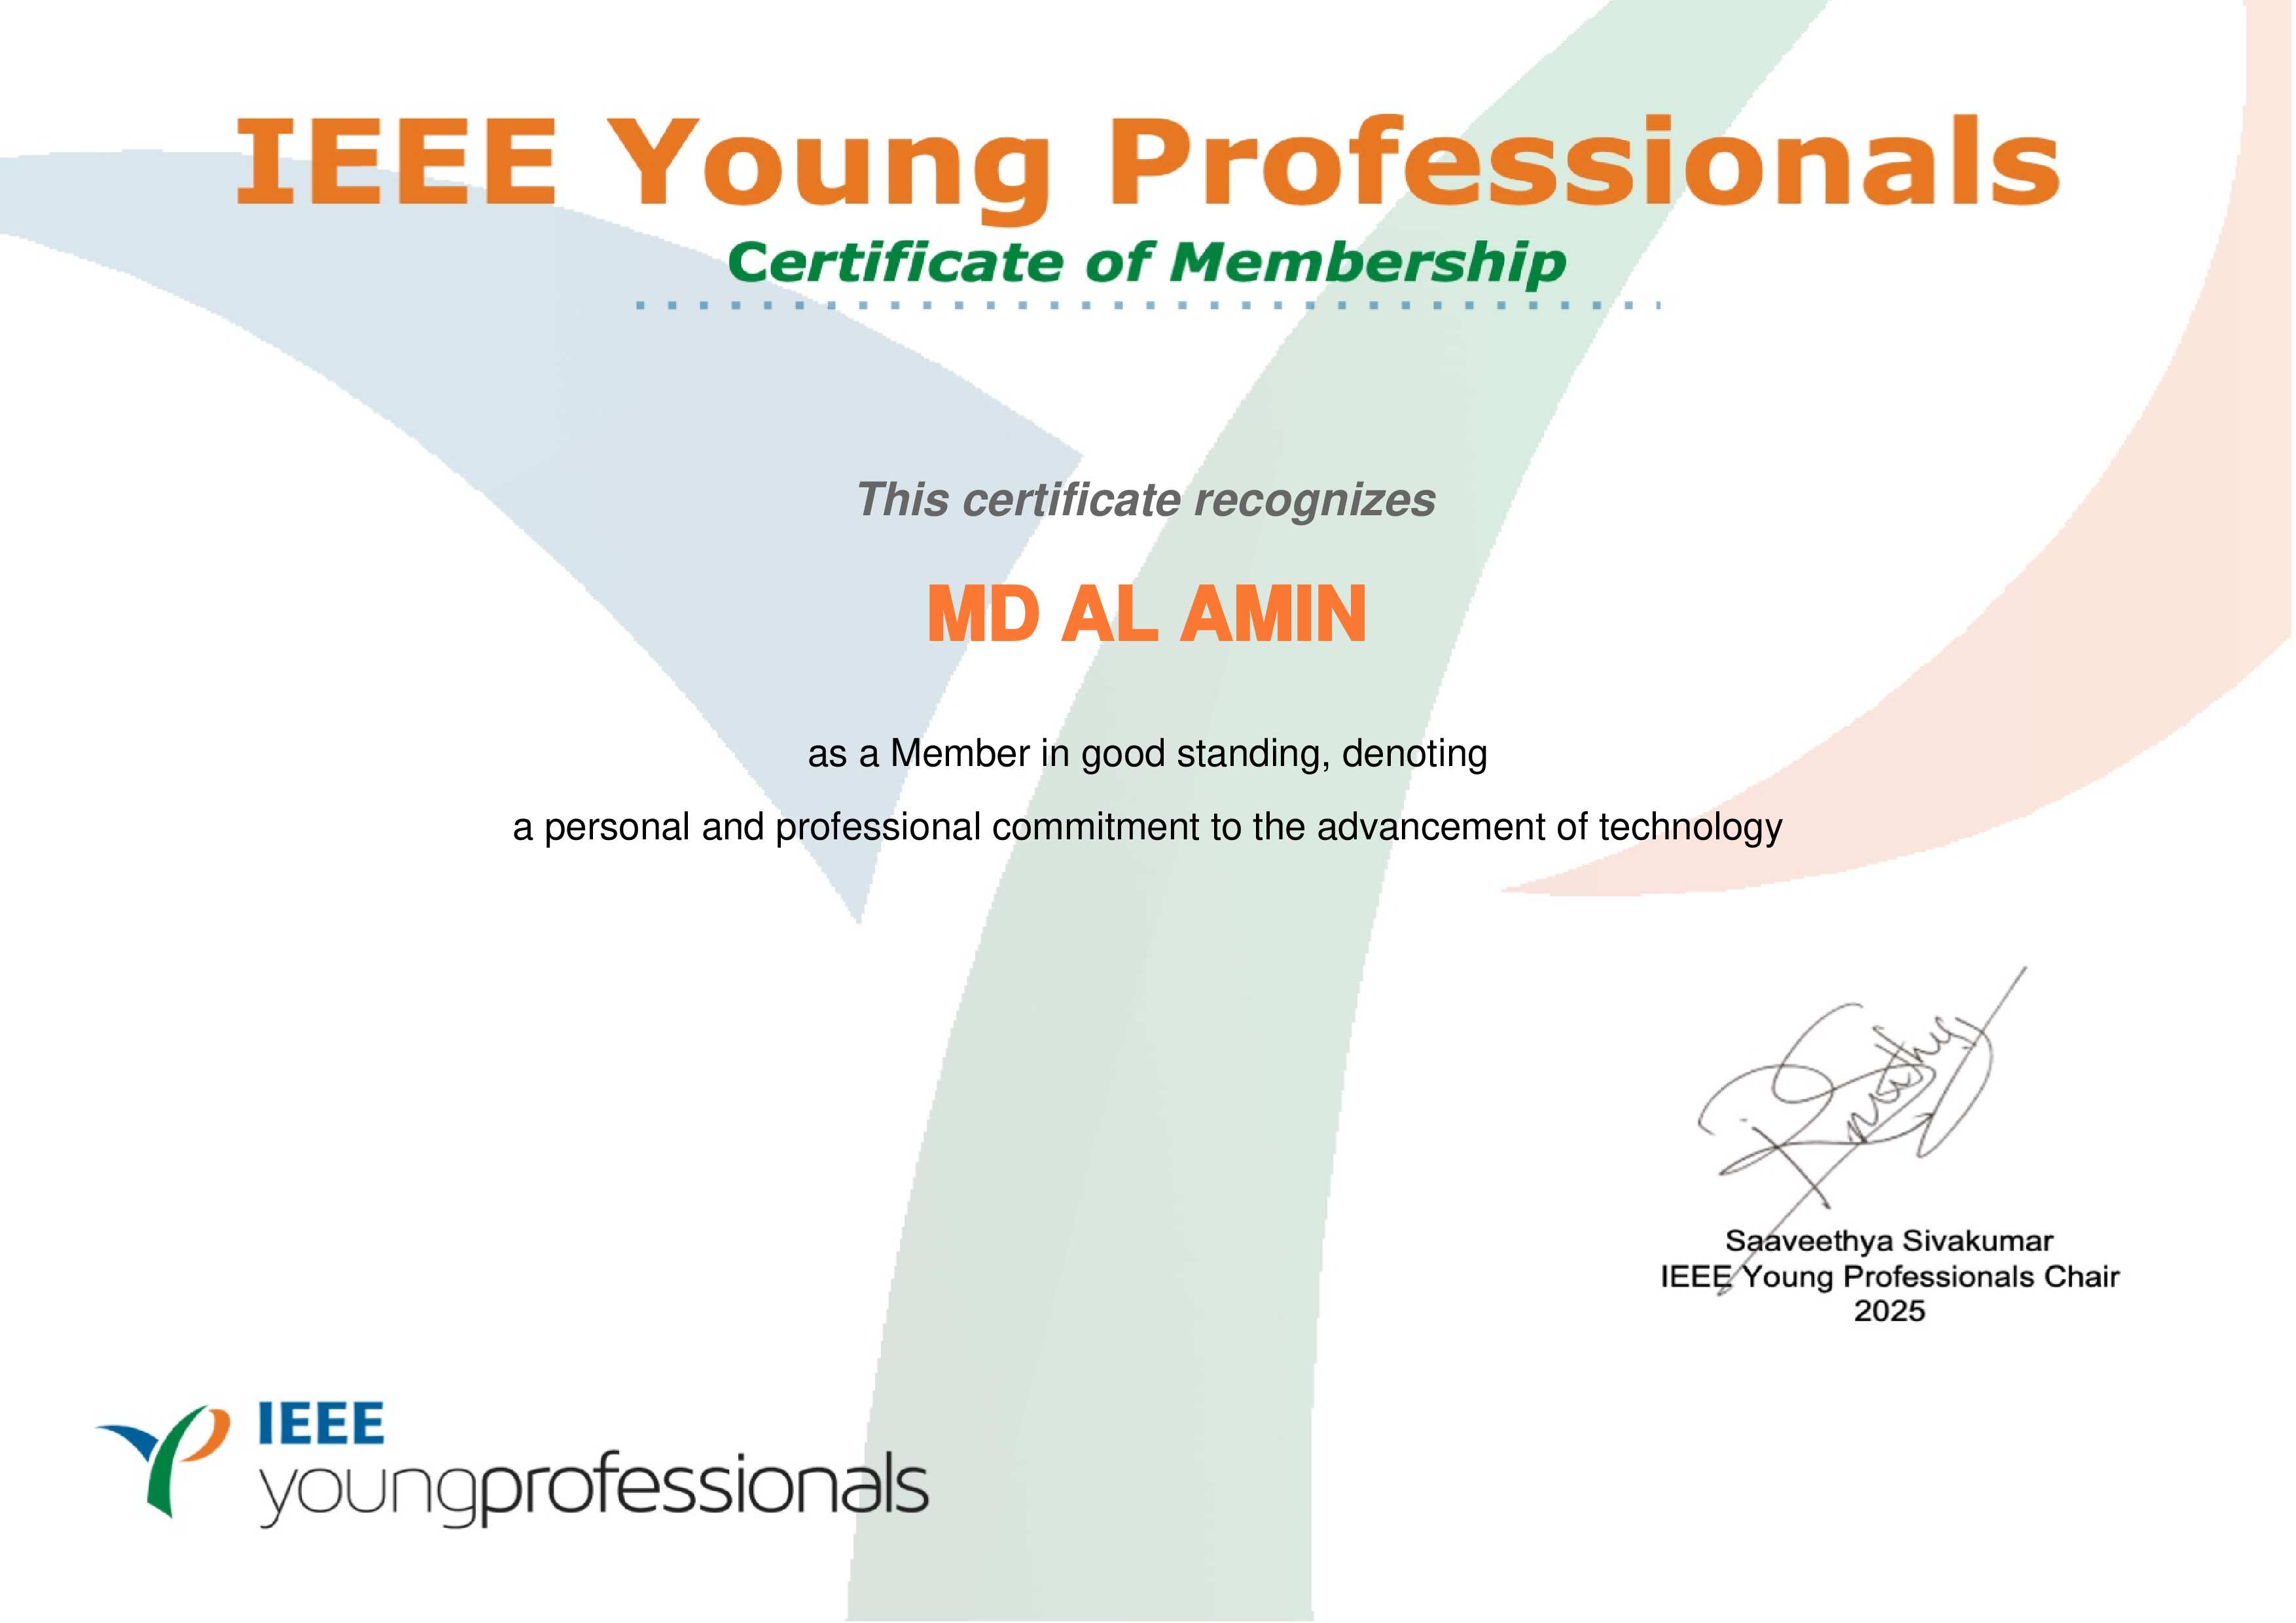 IEEE Young Professionals
Certificate of Membership
This certificate recognizes
MD AL AMIN
as a Member in good standing, denoting
a personal and professional commitment to the advancement of technology
Saaveethya Sivakumar
IEEE Young Professionals Chair
2025
IEEE
youngprofessionals